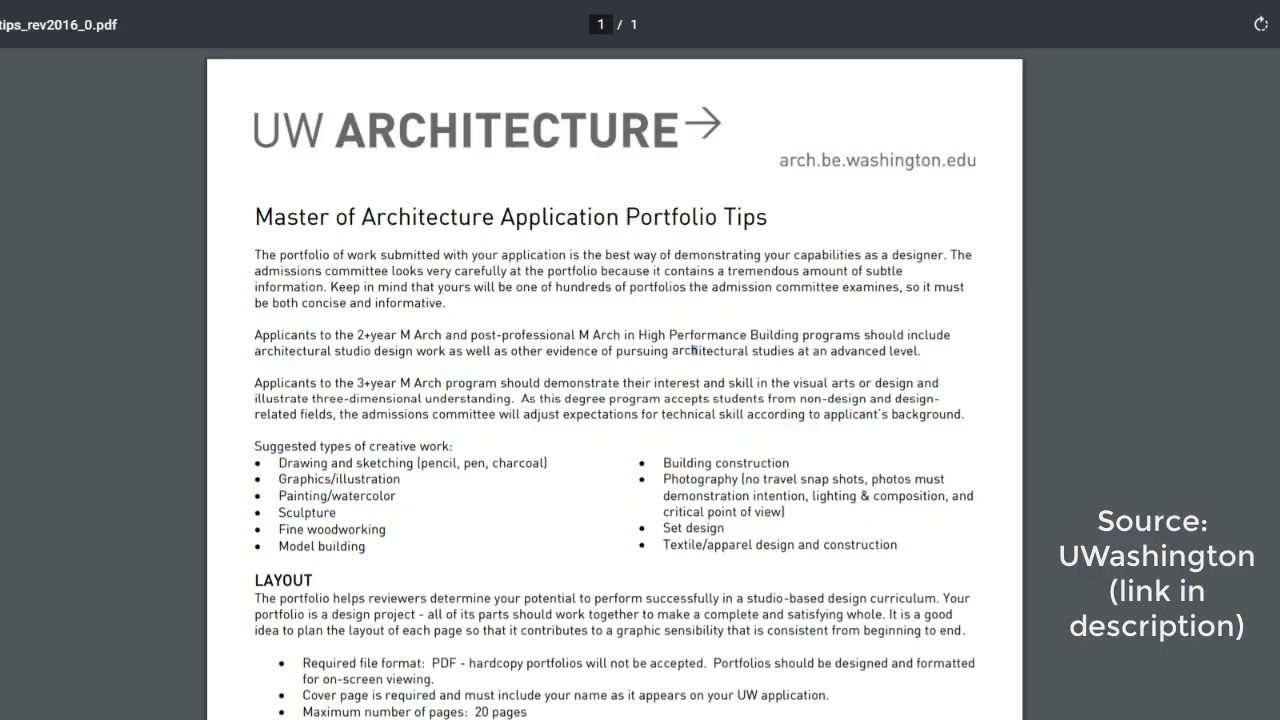 tips_rev2016_0.pdf
1 / 1
UW ARCHITECTURE→
arch.be.washington.edu
Master of Architecture Application Portfolio Tips
The portfolio of work submitted with your application is the best way of demonstrating your capabilities as a designer. The
admissions committee looks very carefully at the portfolio because it contains a tremendous amount of subtle
information. Keep in mind that yours will be one of hundreds of portfolios the admission committee examines, so it must
be both concise and informative.
Applicants to the 2+year M Arch and post-professional M Arch in High Performance Building programs should include
architectural studio design work as well as other evidence of pursuing architectural studies at an advanced level.
Applicants to the 3+year M Arch program should demonstrate their interest and skill in the visual arts or design and
illustrate three-dimensional understanding. As this degree program accepts students from non-design and design-
related fields, the admissions committee will adjust expectations for technical skill according to applicant's background.
Suggested types of creative work:
• Drawing and sketching (pencil, pen, charcoal)
• Graphics/illustration
• Painting/watercolor
• Sculpture
• Fine woodworking
• Model building
• Building construction
• Photography (no travel snap shots, photos must
demonstration intention, lighting & composition, and
critical point of view)
• Set design
• Textile/apparel design and construction
LAYOUT
The portfolio helps reviewers determine your potential to perform successfully in a studio-based design curriculum. Your
portfolio is a design project - all of its parts should work together to make a complete and satisfying whole. It is a good
idea to plan the layout of each page so that it contributes to a graphic sensibility that is consistent from beginning to end.
• Required file format: PDF - hardcopy portfolios will not be accepted. Portfolios should be designed and formatted
for on-screen viewing.
• Cover page is required and must include your name as it appears on your UW application.
• Maximum number of pages: 20 pages
Source:
UWashington
(link in
description)